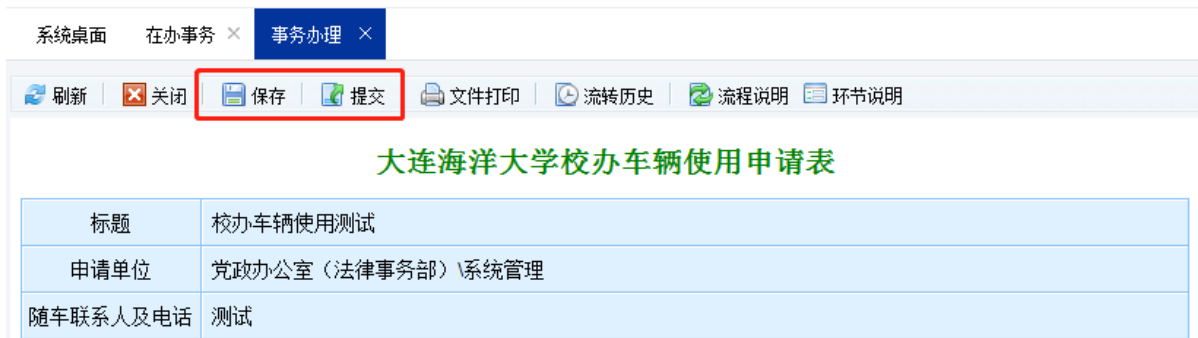 系统桌面 在办事务 事务办理
刷新 关闭 保存 提交 文件打印 流转历史 流程说明 环节说明
大连海洋大学校办车辆使用申请表
标题 校办车辆使用测试
申请单位 党政办公室（法律事务部）\系统管理
随车联系人及电话 测试